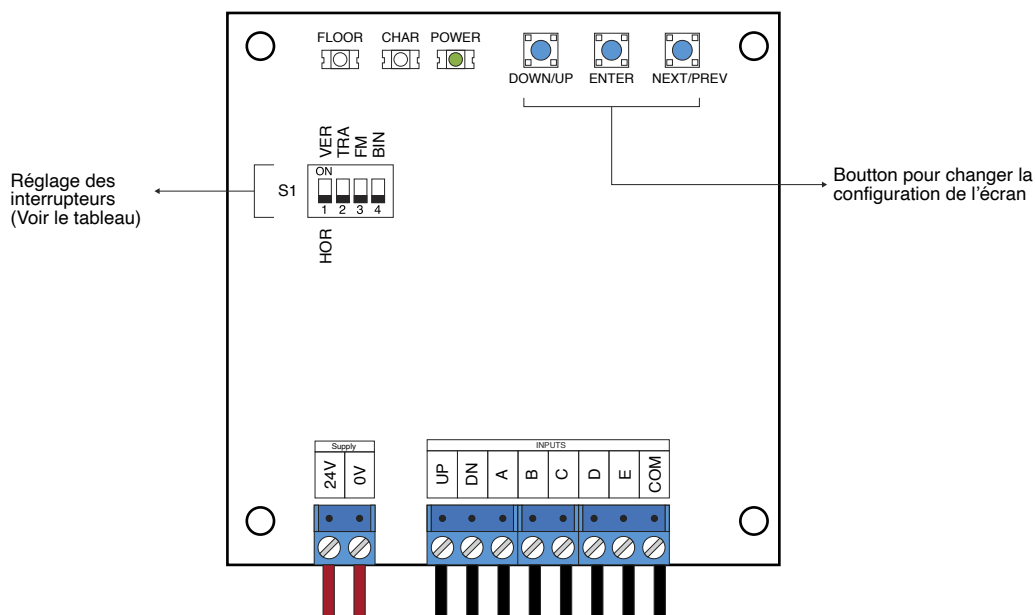 FLOOR CHAR POWER
DOWN/UP ENTER NEXT/PREV
VER TRA FM BIN
ON
S1
1 2 3 4
HOR
Réglage des
interrupteurs
(Voir le tableau)
Boutton pour changer la
configuration de l'écran
Supply
24V 0V
INPUTS
UP DN A B C D E COM